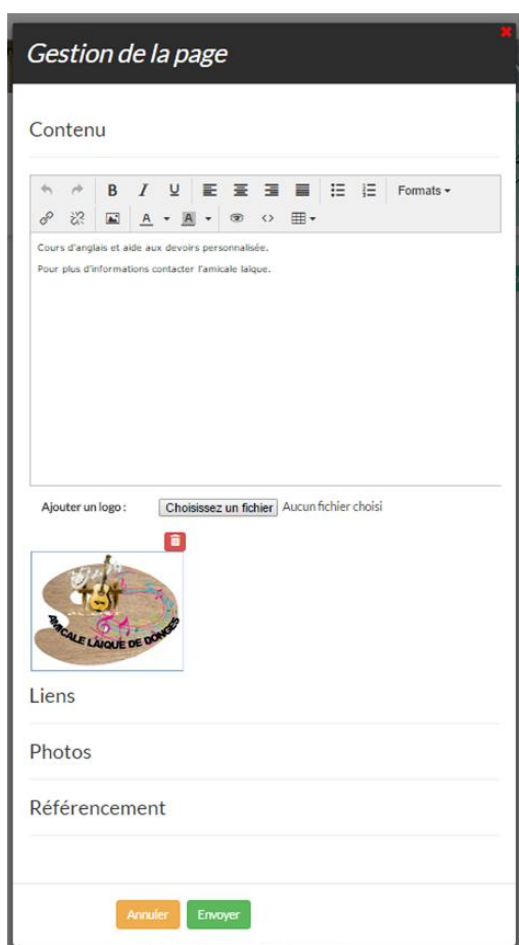 Gestion de la page
Contenu
B I U Formats
A A
Cours d'anglais et aide aux devoirs personnalisée.
Pour plus d'informations contacter l'amicale laïque.
Ajouter un logo : Choisissez un fichier Aucun fichier choisi
AMICALE LAIQUE DE DONGES
Liens
Photos
Référencement
Annuler Envoyer